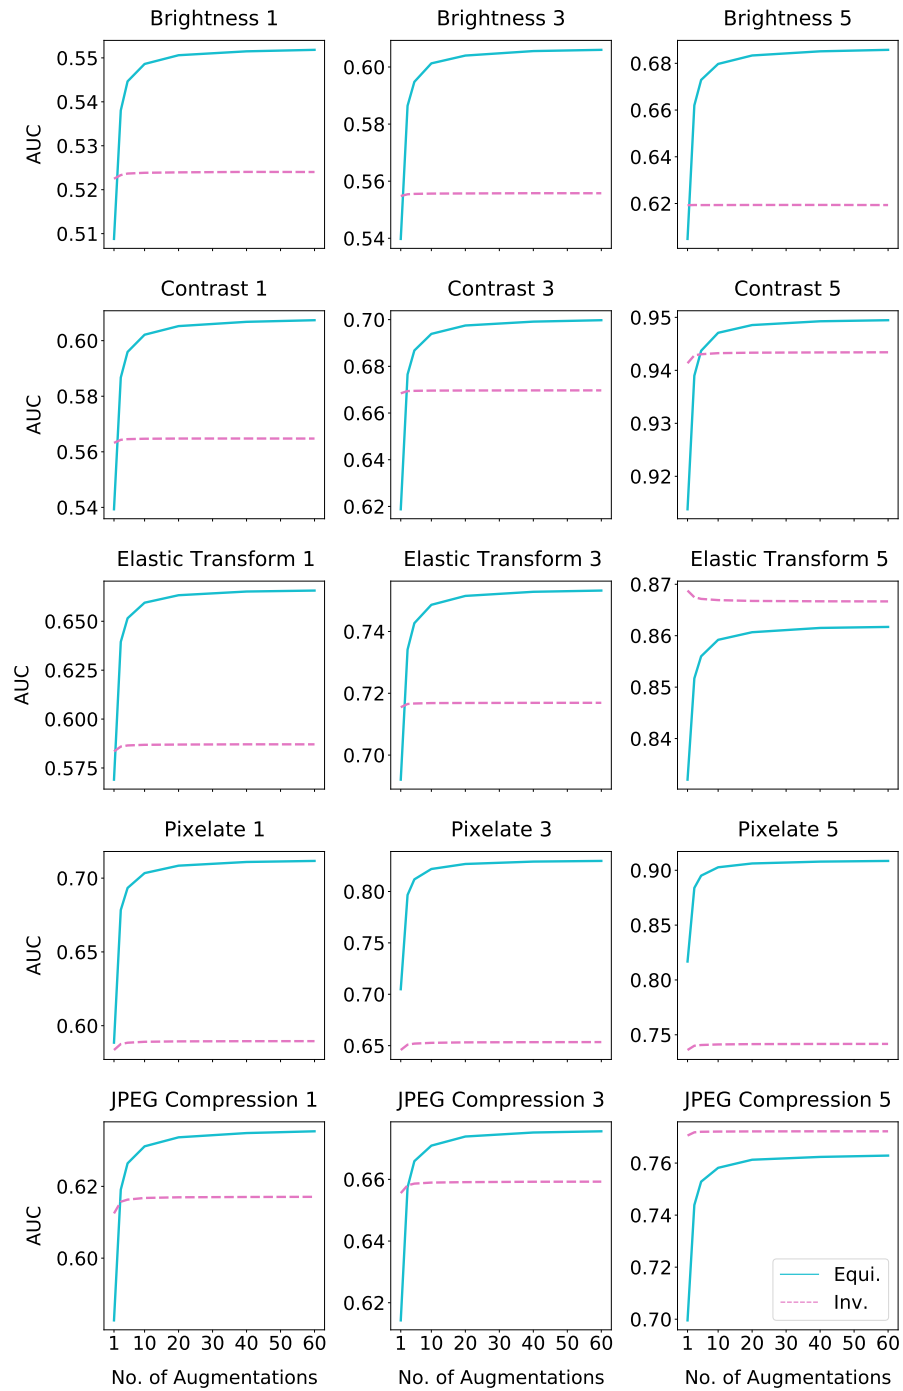 Brightness 1 Brightness 3 Brightness 5
0.55 0.54 0.53 0.52 0.51
0.60 0.58 0.56 0.54
0.68 0.66 0.64 0.62
AUC
Contrast 1 Contrast 3 Contrast 5
0.60 0.58 0.56 0.54
0.70 0.68 0.66 0.64 0.62
0.95 0.94 0.93 0.92
AUC
Elastic Transform 1 Elastic Transform 3 Elastic Transform 5
0.650 0.625 0.600 0.575
0.74 0.72 0.70
0.87 0.86 0.85 0.84
AUC
Pixelate 1 Pixelate 3 Pixelate 5
0.70 0.65 0.60
0.80 0.75 0.70 0.65
0.90 0.85 0.80 0.75
AUC
JPEG Compression 1 JPEG Compression 3 JPEG Compression 5
0.62 0.60
0.66 0.64 0.62
0.76 0.74 0.72 0.70
AUC
Equi.
Inv.
1 10 20 30 40 50 60 1 10 20 30 40 50 60 1 10 20 30 40 50 60
No. of Augmentations No. of Augmentations No. of Augmentations